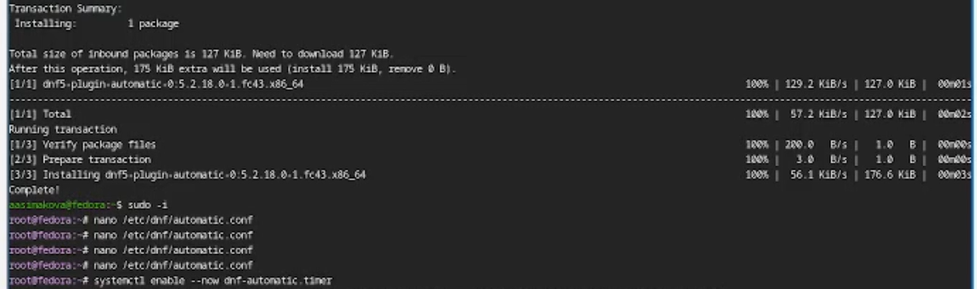 Transaction Summary:
Installing: 1 package
Total size of inbound packages is 127 KiB. Need to download 127 KiB.
After this operation, 175 KiB extra will be used (install 175 KiB, remove 0 B).
[1/1] dnf5-plugin-automatic-0:5.2.18.0-1.fc43.x86_64 100% | 129.2 KiB/s | 127.0 KiB | 00m01s
[1/1] Total 100% | 57.2 KiB/s | 127.0 KiB | 00m02s
Running transaction
[1/3] Verify package files 100% | 200.0 B/s | 1.0 B | 00m00s
[2/3] Prepare transaction 100% | 3.0 B/s | 1.0 B | 00m00s
[3/3] Installing dnf5-plugin-automatic-0:5.2.18.0-1.fc43.x86_64 100% | 56.1 KiB/s | 176.6 KiB | 00m03s
Complete!
aasimakova@fedora:~$ sudo -i
root@fedora:~# nano /etc/dnf/automatic.conf
root@fedora:~# nano /etc/dnf/automatic.conf
root@fedora:~# nano /etc/dnf/automatic.conf
root@fedora:~# nano /etc/dnf/automatic.conf
root@fedora:~# systemctl enable --now dnf-automatic.timer